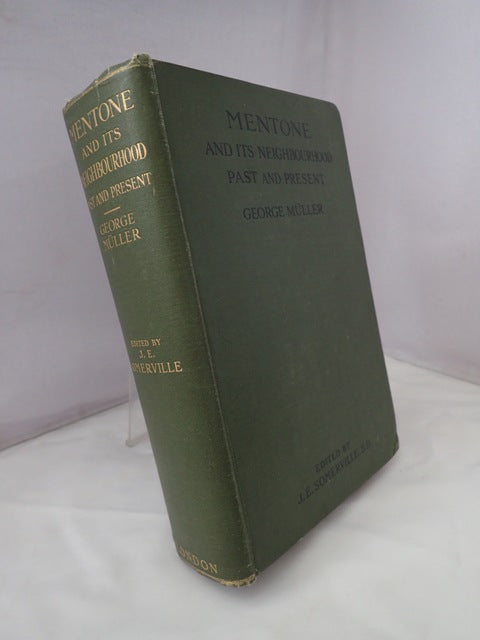 MENTONE
AND ITS
NEIGHBOURHOOD
PAST AND PRESENT
GEORGE
MÜLLER
EDITED BY
J. E.
SOMERVILLE
LONDON
MENTONE
AND ITS NEIGHBOURHOOD
PAST AND PRESENT
GEORGE MÜLLER
EDITED BY
J. E. SOMERVILLE,